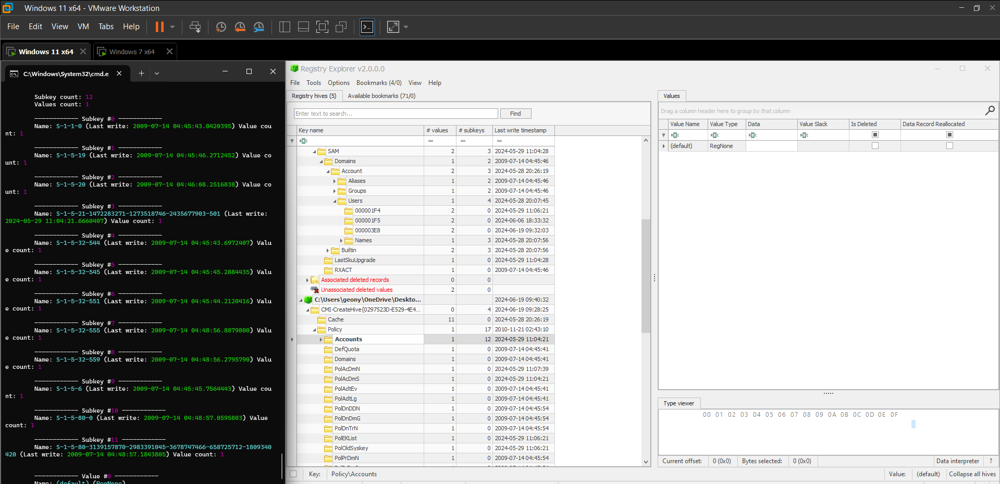 Windows 11 x64 - VMware Workstation
File Edit View VM Tabs Help
Windows 11 x64 Windows 7 x64
C:\Windows\System32\cmd.e
Subkey count: 12
Values count: 1
------------ Subkey #0 ------------
Name: S-1-1-0 (Last write: 2009-07-14 04:45:43.0420395) Value cou
nt: 1
------------ Subkey #1 ------------
Name: S-1-5-19 (Last write: 2009-07-14 04:45:46.2712452) Value co
unt: 1
------------ Subkey #2 ------------
Name: S-1-5-20 (Last write: 2009-07-14 04:46:08.2516838) Value co
unt: 1
------------ Subkey #3 ------------
Name: S-1-5-21-1472283271-1273518746-2435677903-501 (Last write:
2024-05-29 11:04:21.6660407) Value count: 1
------------ Subkey #4 ------------
Name: S-1-5-32-544 (Last write: 2009-07-14 04:45:43.6972407) Valu
e count: 1
------------ Subkey #5 ------------
Name: S-1-5-32-545 (Last write: 2009-07-14 04:45:45.2884435) Valu
e count: 1
------------ Subkey #6 ------------
Name: S-1-5-32-551 (Last write: 2009-07-14 04:45:44.2120416) Valu
e count: 1
------------ Subkey #7 ------------
Name: S-1-5-32-555 (Last write: 2009-07-14 04:48:56.8879800) Valu
e count: 1
------------ Subkey #8 ------------
Name: S-1-5-32-559 (Last write: 2009-07-14 04:48:56.2795790) Valu
e count: 1
------------ Subkey #9 ------------
Name: S-1-5-6 (Last write: 2009-07-14 04:45:45.7564443) Value cou
nt: 1
------------ Subkey #10 ------------
Name: S-1-5-80-0 (Last write: 2009-07-14 04:48:57.0595803) Value
count: 1
------------ Subkey #11 ------------
Name: S-1-5-80-3139157870-2983391045-3678747466-658725712-1809340
420 (Last write: 2009-07-14 04:48:57.1843805) Value count: 1
------------ Value #0 ------------
Name: (default) (RegNone)
Registry Explorer v2.0.0.0
File Tools Options Bookmarks (4/0) View Help
Registry hives (5) Available bookmarks (71/0)
Enter text to search... Find
Key name # values # subkeys Last write timestamp
ABC = = =
SAM 2 3 2024-05-29 11:04:28
Domains 1 2 2009-07-14 04:45:46
Account 2 3 2024-05-28 20:26:19
Aliases 1 2 2009-07-14 04:45:46
Groups 1 2 2009-07-14 04:45:46
Users 1 4 2024-05-28 20:07:45
000001F4 2 0 2024-05-29 11:06:21
000001F5 2 0 2024-06-06 18:33:32
000003E8 2 0 2024-06-19 09:32:03
Names 1 3 2024-05-28 20:07:56
Builtin 2 3 2024-05-28 20:07:56
LastSkuUpgrade 1 0 2024-05-29 11:04:28
RXACT 1 0 2009-07-14 04:45:46
Associated deleted records 0 0
Unassociated deleted values 2 0
C:\Users\geony\OneDrive\Deskto... 2024-06-19 09:40:32
CMI-CreateHive{0297523D-E529-4E4... 0 4 2024-06-19 09:28:25
Cache 11 0 2024-05-28 20:26:19
Policy 1 17 2010-11-21 02:43:10
Accounts 1 12 2024-05-29 11:04:21
DefQuota 1 0 2009-07-14 04:45:41
Domains 1 0 2009-07-14 04:45:41
PolAcDmN 1 0 2024-05-29 11:07:39
PolAcDmS 1 0 2024-05-29 11:04:21
PolAdtEv 1 0 2009-07-14 04:45:41
PolAdtLg 1 0 2009-07-14 04:45:41
PolDnDDN 1 0 2009-07-14 04:45:54
PolDnDmG 1 0 2009-07-14 04:45:54
PolDnTrN 1 0 2009-07-14 04:45:54
PolEKList 1 0 2024-05-29 11:06:21
PolOldSyskey 1 0 2024-05-29 11:06:21
PolPrDmN 1 0 2009-07-14 04:45:54
Key: Policy\Accounts
Values
Drag a column header here to group by that column
Value Name Value Type Data Value Slack Is Deleted Data Record Reallocated
ABC ABC ABC ABC
(default) RegNone
Type viewer
00 01 02 03 04 05 06 07 08 09 0A 0B 0C 0D 0E 0F
Current offset: 0 (0x0) Bytes selected: 0 (0x0) Data interpreter ?
Value: (default) Collapse all hives